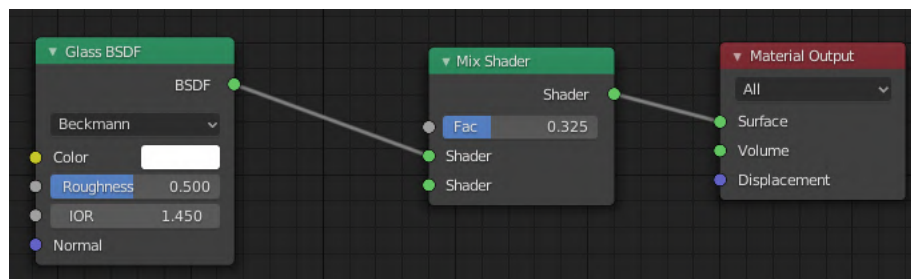 Glass BSDF
BSDF
Beckmann
Color
Roughness 0.500
IOR 1.450
Normal
Mix Shader
Shader
Fac 0.325
Shader
Shader
Material Output
All
Surface
Volume
Displacement